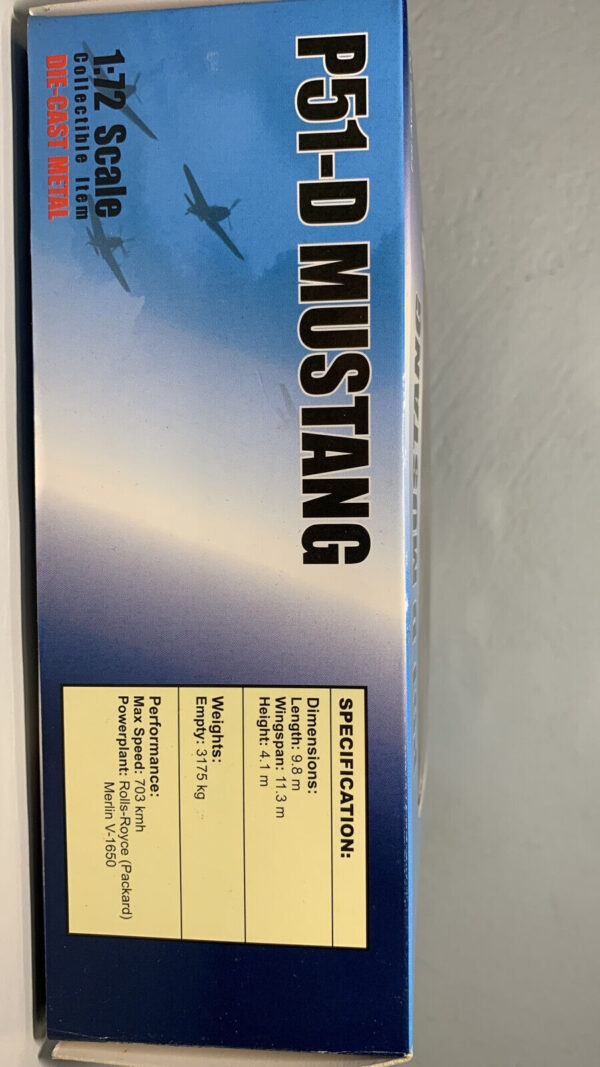 P51-D MUSTANG
1:72 Scale
Collectible Item
DIE-CAST METAL
SPECIFICATION:
Dimensions:
Length: 9.8 m
Wingspan: 11.3 m
Height: 4.1 m
Weights:
Empty: 3175 kg
Performance:
Max Speed: 703 kmh
Powerplant: Rolls-Royce (Packard)
Merlin V-1650